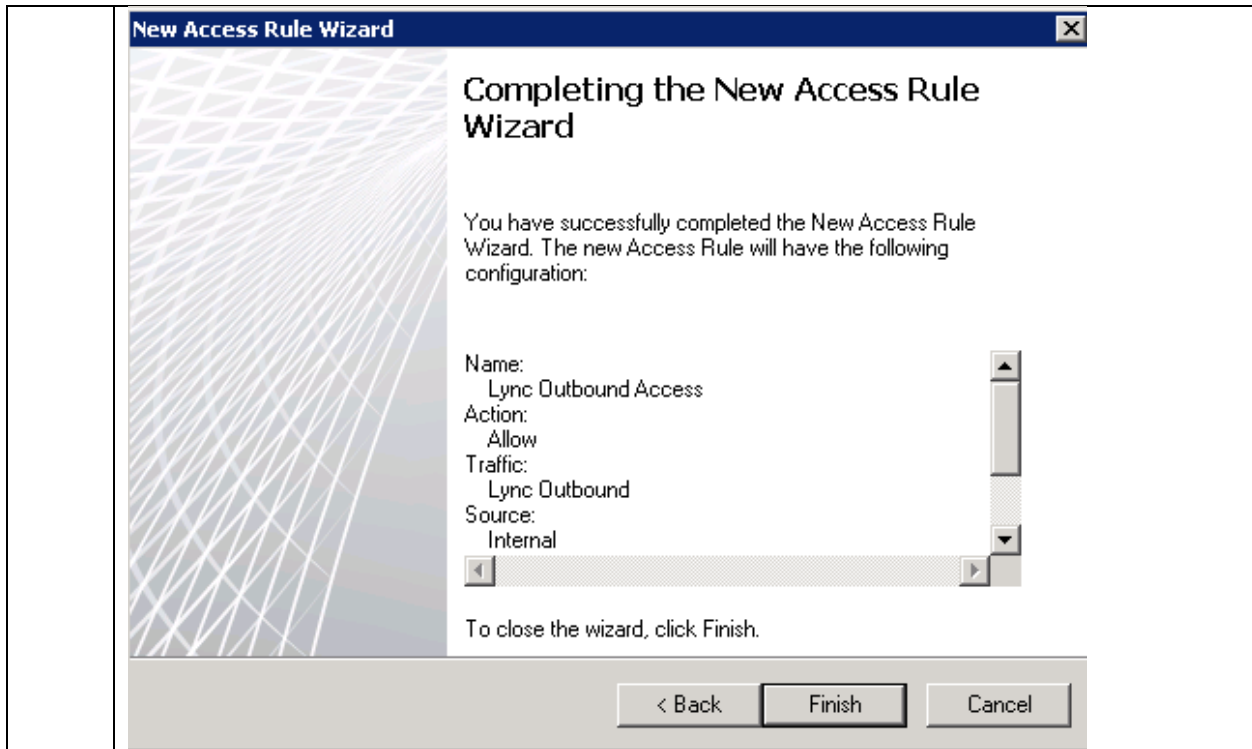 New Access Rule Wizard
Completing the New Access Rule
Wizard
You have successfully completed the New Access Rule
Wizard. The new Access Rule will have the following
configuration:
Name:
Lync Outbound Access
Action:
Allow
Traffic:
Lync Outbound
Source:
Internal
To close the wizard, click Finish.
< Back
Finish
Cancel